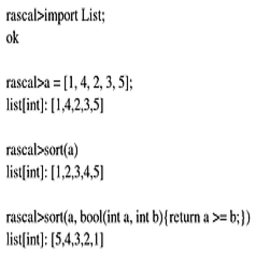 rascal>import List;
ok
rascal>a = [1, 4, 2, 3, 5];
list[int]: [1,4,2,3,5]
rascal>sort(a)
list[int]: [1,2,3,4,5]
rascal>sort(a, bool(int a, int b){return a >= b;})
list[int]: [5,4,3,2,1]